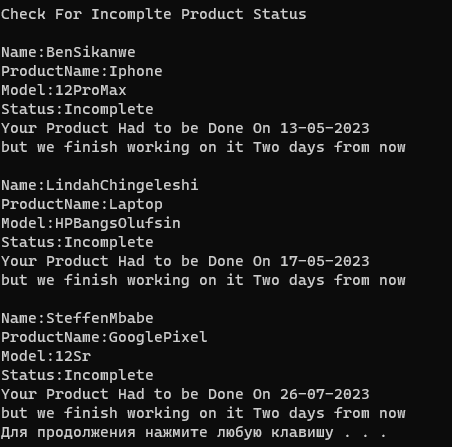 Check For Incomplte Product Status
Name:BenSikanwe
ProductName:Iphone
Model:12ProMax
Status:Incomplete
Your Product Had to be Done On 13-05-2023
but we finish working on it Two days from now
Name:LindahChingeleshi
ProductName:Laptop
Model:HPBangsOlufsin
Status:Incomplete
Your Product Had to be Done On 17-05-2023
but we finish working on it Two days from now
Name:SteffenMbabe
ProductName:GooglePixel
Model:12Sr
Status:Incomplete
Your Product Had to be Done On 26-07-2023
but we finish working on it Two days from now
Для продолжения нажмите любую клавишу . . .